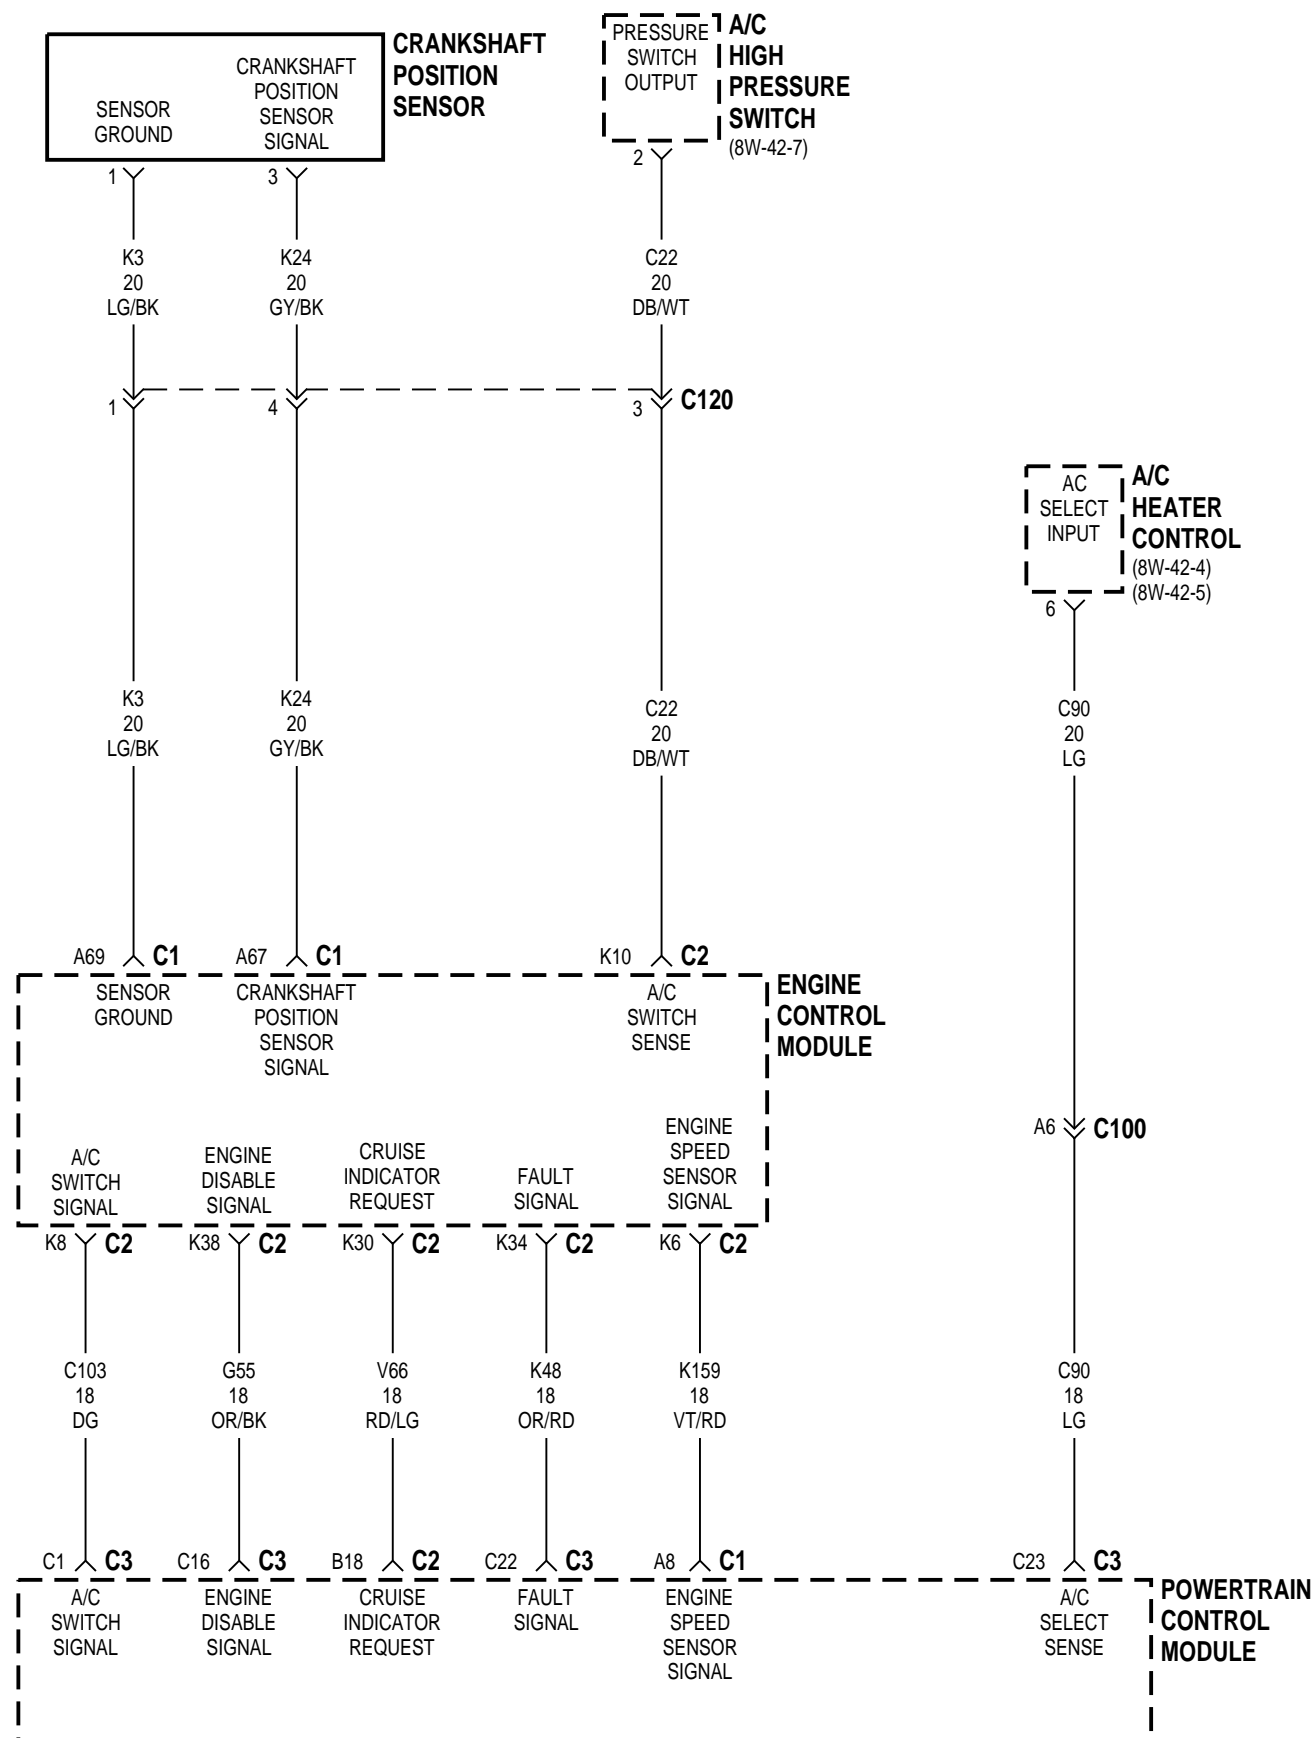 CRANKSHAFT
POSITION
SENSOR
SENSOR
GROUND
CRANKSHAFT
POSITION
SENSOR
SIGNAL
PRESSURE
SWITCH
OUTPUT
A/C
HIGH
PRESSURE
SWITCH
(8W-42-7)
1
3
2
K3
20
LG/BK
K24
20
GY/BK
C22
20
DB/WT
1
4
3
C120
AC
SELECT
INPUT
A/C
HEATER
CONTROL
(8W-42-4)
(8W-42-5)
6
K3
20
LG/BK
K24
20
GY/BK
C22
20
DB/WT
C90
20
LG
A69
C1
A67
C1
K10
C2
SENSOR
GROUND
CRANKSHAFT
POSITION
SENSOR
SIGNAL
A/C
SWITCH
SENSE
ENGINE
CONTROL
MODULE
A6
C100
A/C
SWITCH
SIGNAL
ENGINE
DISABLE
SIGNAL
CRUISE
INDICATOR
REQUEST
FAULT
SIGNAL
ENGINE
SPEED
SENSOR
SIGNAL
K8
C2
K38
C2
K30
C2
K34
C2
K6
C2
C103
18
DG
G55
18
OR/BK
V66
18
RD/LG
K48
18
OR/RD
K159
18
VT/RD
C90
18
LG
C1
C3
C16
C3
B18
C2
C22
C3
A8
C1
C23
C3
A/C
SWITCH
SIGNAL
ENGINE
DISABLE
SIGNAL
CRUISE
INDICATOR
REQUEST
FAULT
SIGNAL
ENGINE
SPEED
SENSOR
SIGNAL
A/C
SELECT
SENSE
POWERTRAIN
CONTROL
MODULE